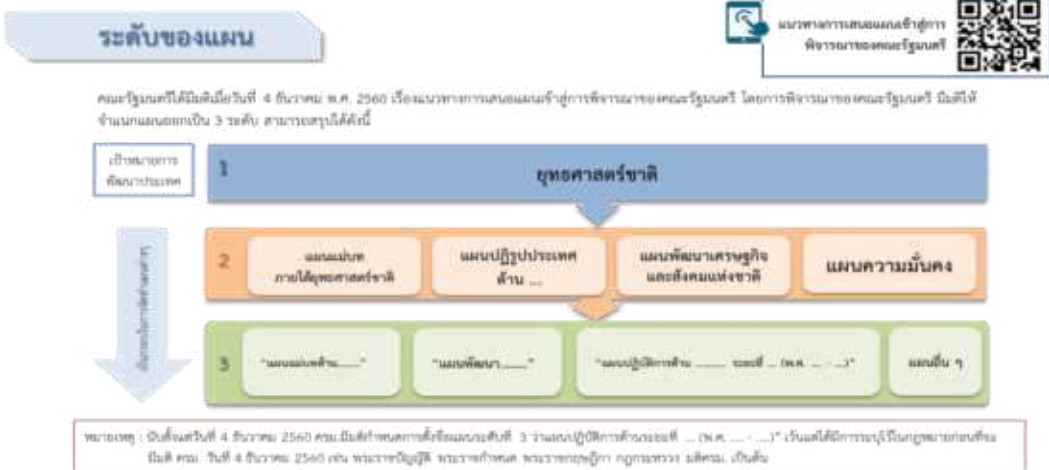 ระดับของแผน
แนวทางการเสนอแผนเข้าสู่การ
พิจารณาของคณะรัฐมนตรี
คณะรัฐมนตรีได้มีมติเมื่อวันที่ 4 ธันวาคม พ.ศ. 2560 เรื่องแนวทางการเสนอแผนเข้าสู่การพิจารณาของคณะรัฐมนตรี โดยการพิจารณาของคณะรัฐมนตรี มีมติให้
จำแนกแผนออกเป็น 3 ระดับ สามารถสรุปได้ดังนี้
เป้าหมายการ
พัฒนาประเทศ
1
ยุทธศาสตร์ชาติ
2
แผนแม่บท
ภายใต้ยุทธศาสตร์ชาติ
แผนปฏิรูปประเทศ
ด้าน ...
แผนพัฒนาเศรษฐกิจ
และสังคมแห่งชาติ
แผนความมั่นคง
3
"แผนแม่บทด้าน......"
"แผนพัฒนา......"
"แผนปฏิบัติการด้าน ......... ระยะที่ ... (พ.ศ. .... - ....)"
แผนอื่น ๆ
หมายเหตุ : นับตั้งแต่วันที่ 4 ธันวาคม 2560 ครม.มีมติกำหนดการตั้งชื่อแผนระดับที่ 3 ว่าแผนปฏิบัติการด้านระยะที่ ... (พ.ศ. .... - ....)" เว้นแต่ได้มีการระบุไว้ในกฎหมายก่อนที่จะ
มีมติ ครม. วันที่ 4 ธันวาคม 2560 เช่น พระราชบัญญัติ พระราชกำหนด พระราชกฤษฎีกา กฎกระทรวง มติครม. เป็นต้น